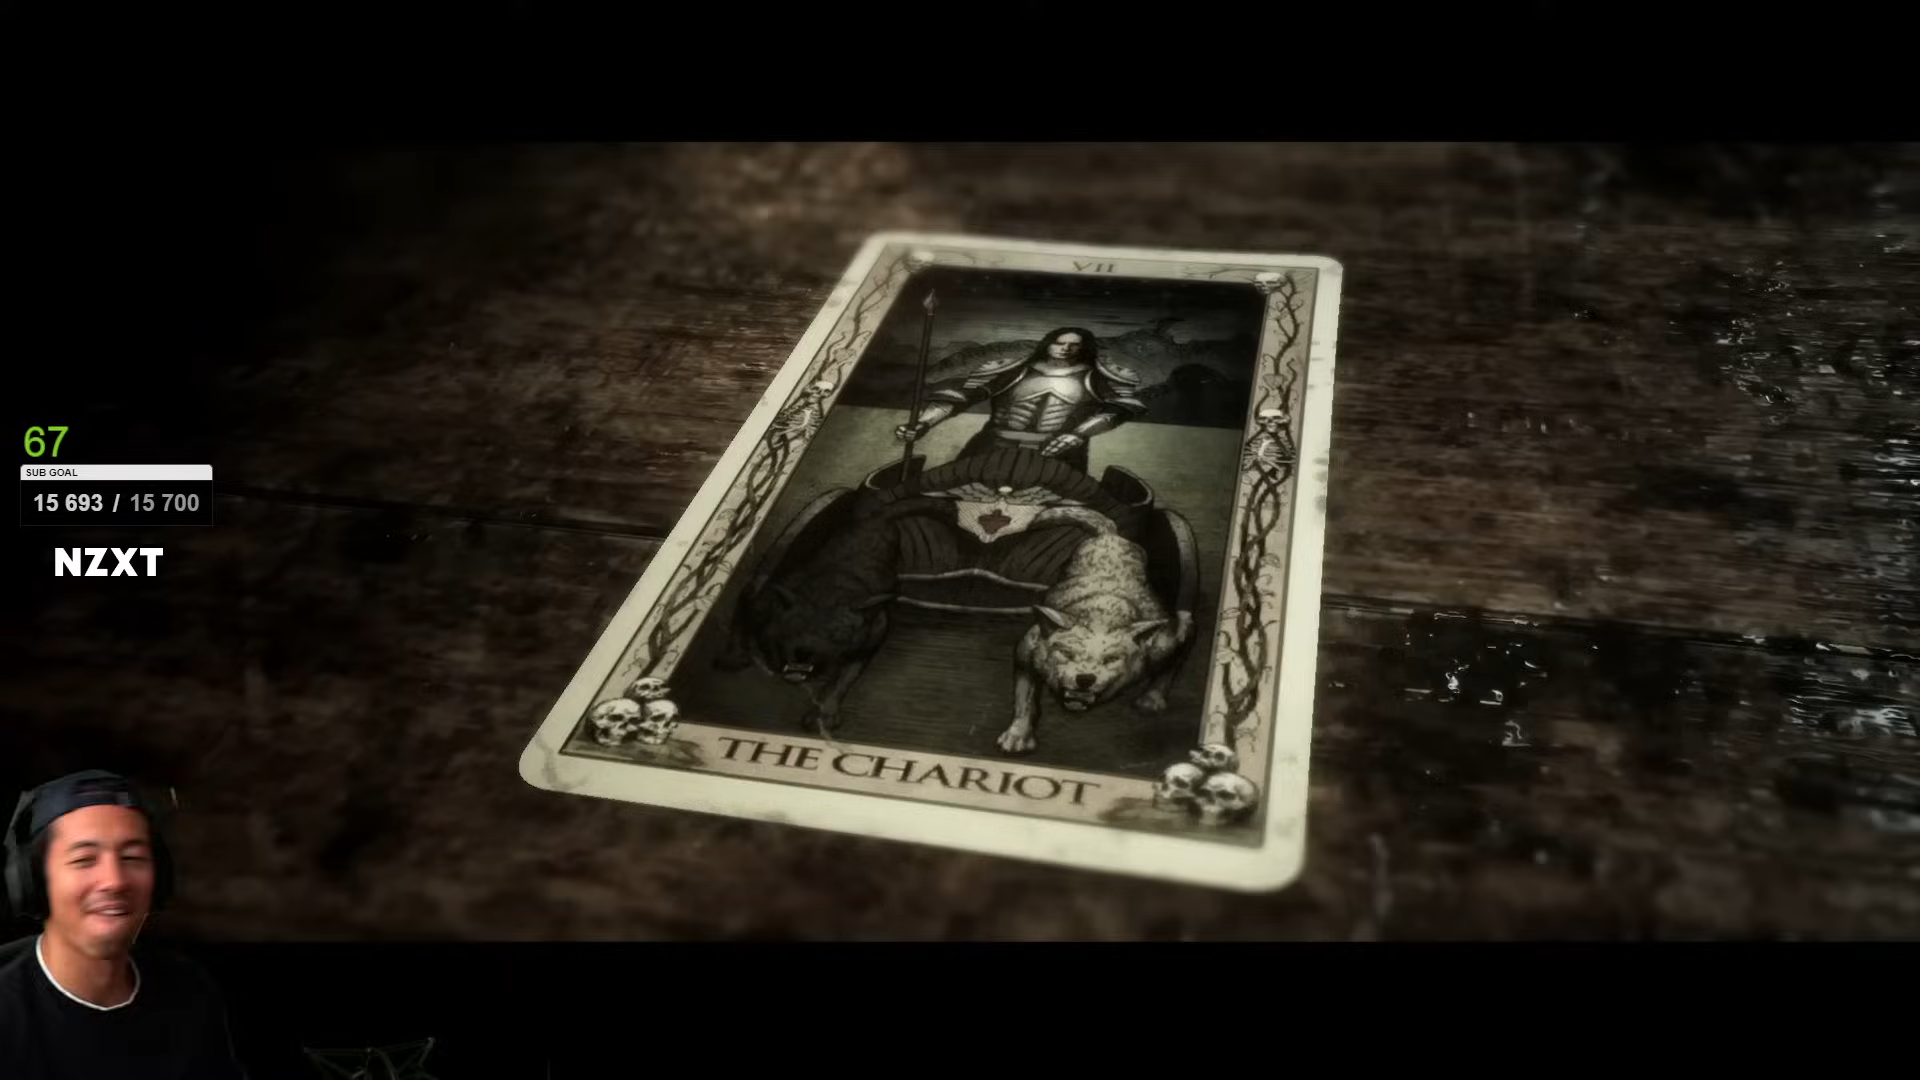 VII
67
SUB GOAL
15 693 / 15 700
NZXT
THE CHARIOT